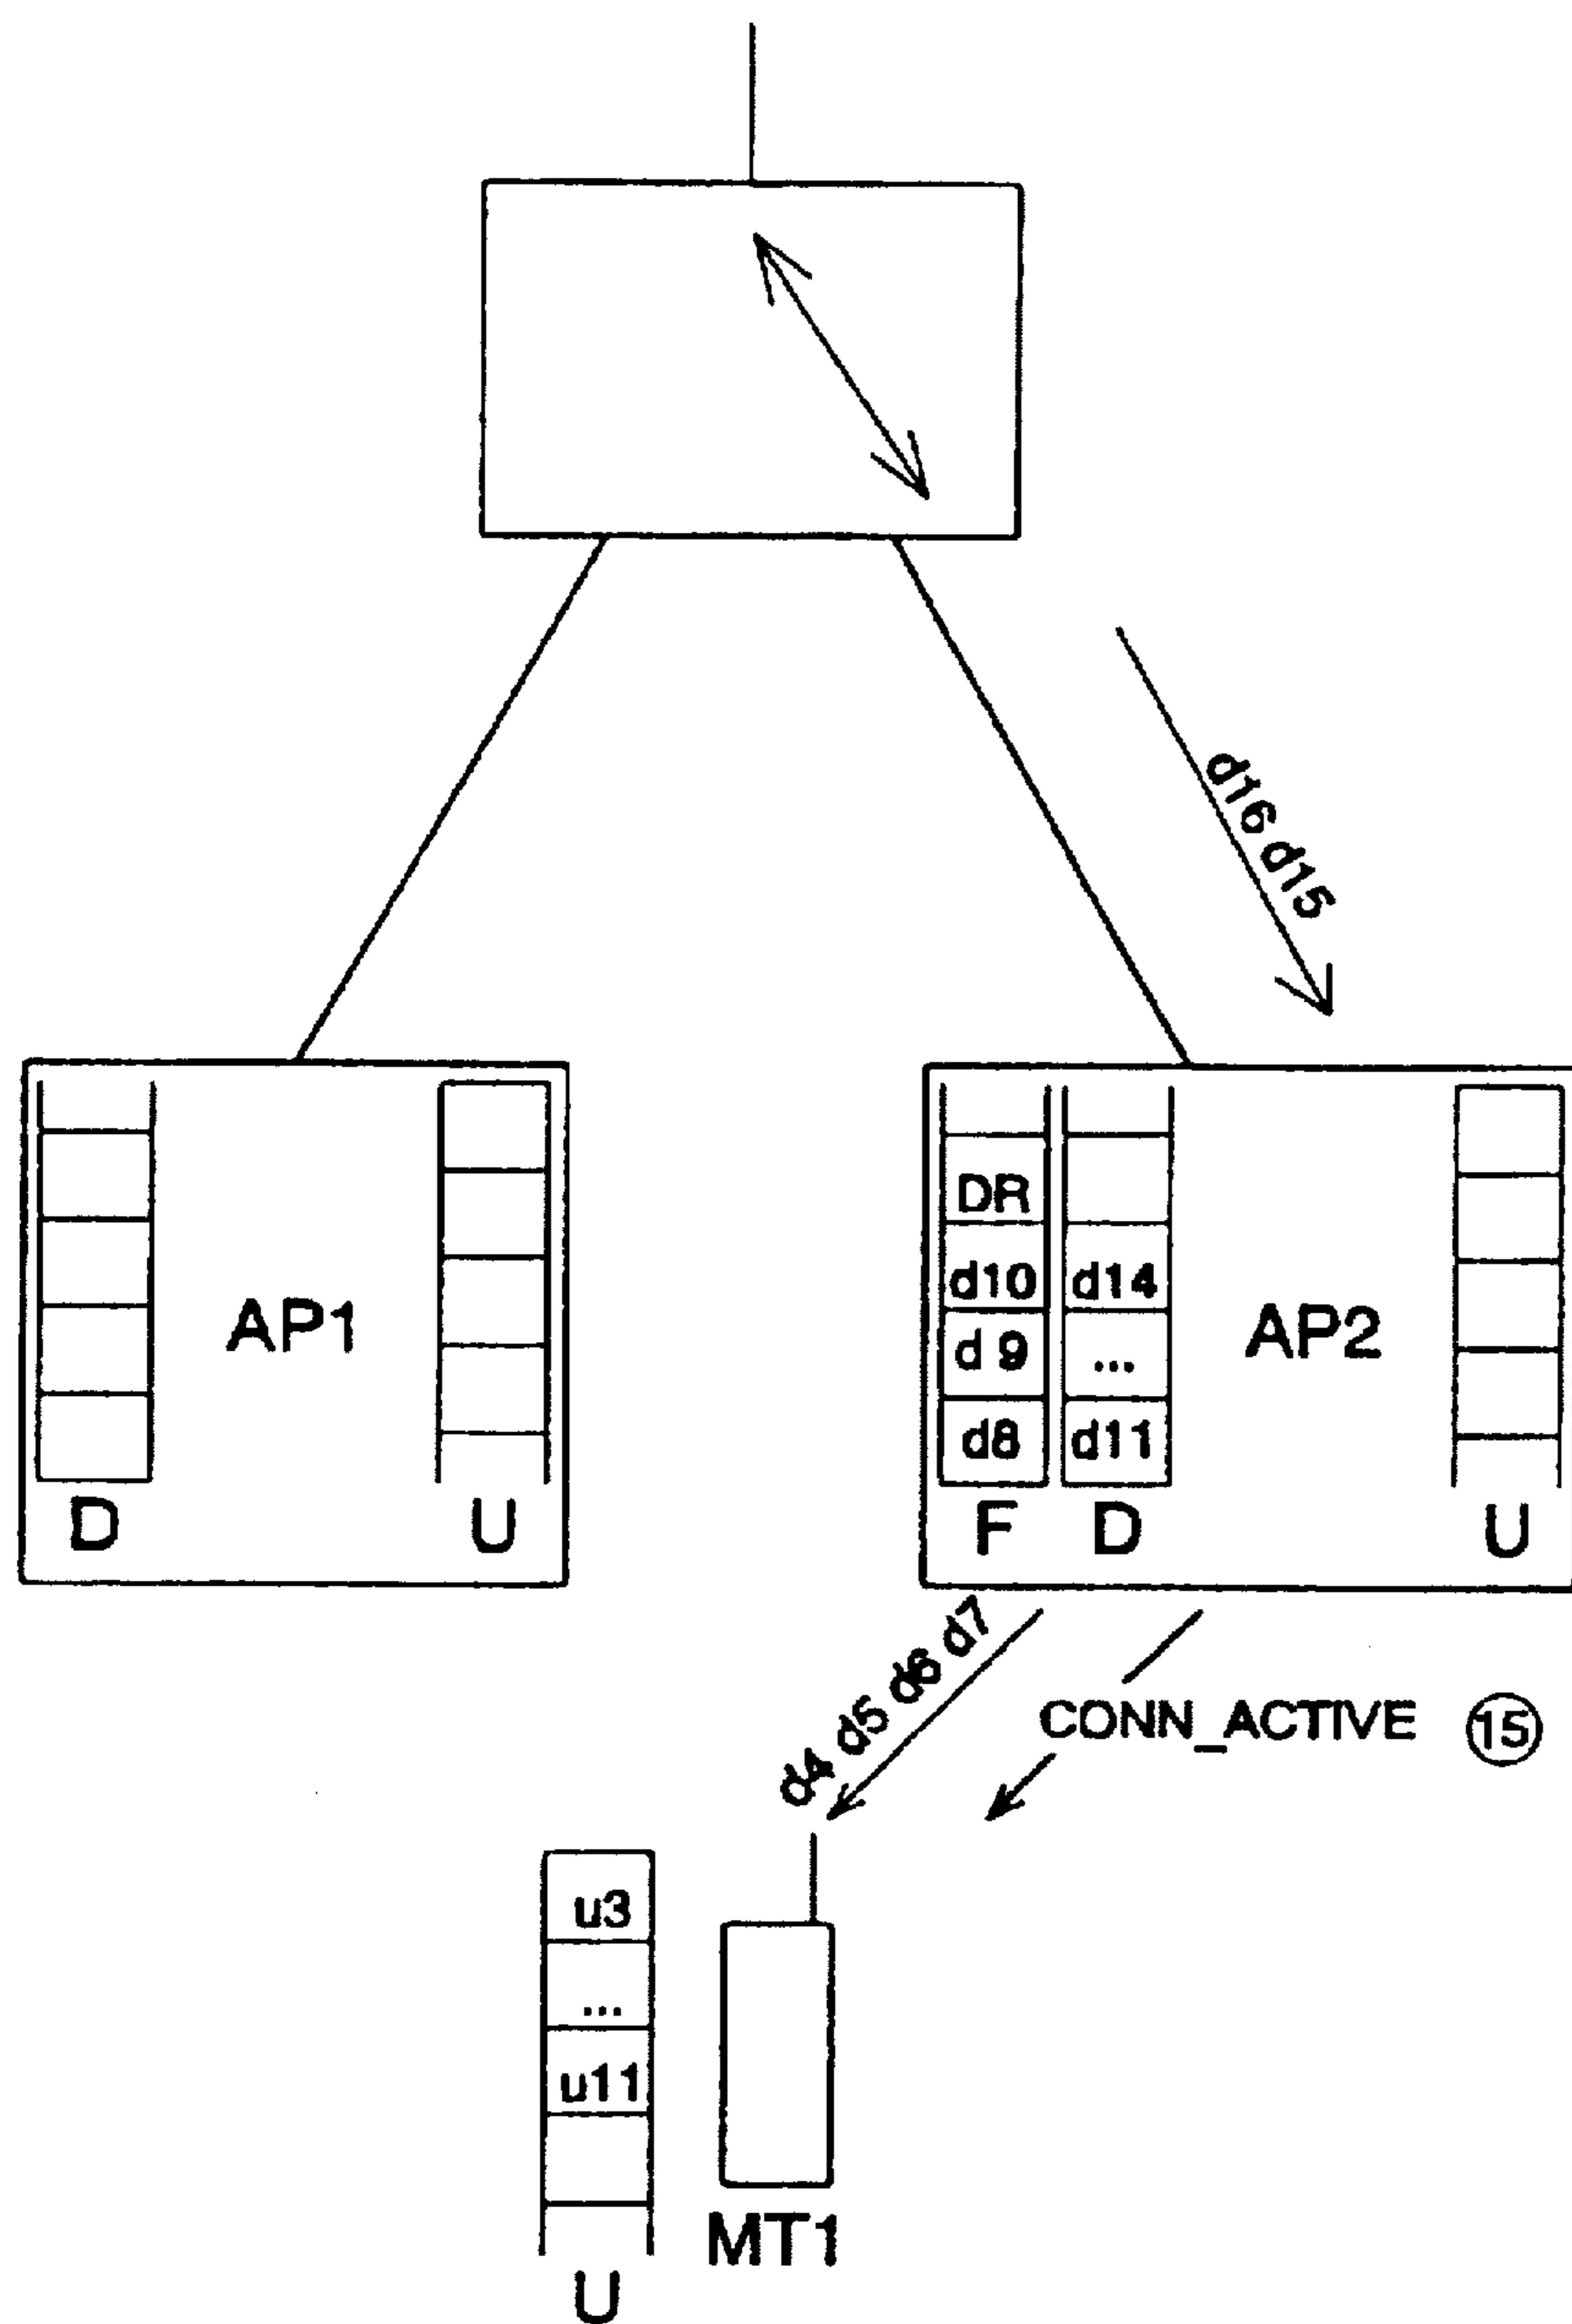 d16 d15
DR
d10 d14
AP1
AP2
d 9 ...
d8 d11
D
U
F D
U
d4 d5 d6 d7
CONN_ACTIVE 15
u3
...
u11
MT1
U